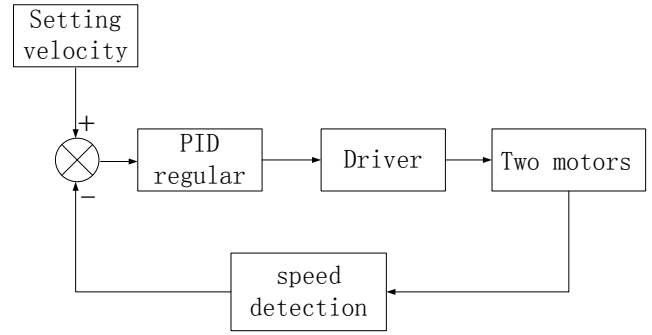 Setting
velocity
+
PID
regular
Driver
Two motors
−
speed
detection